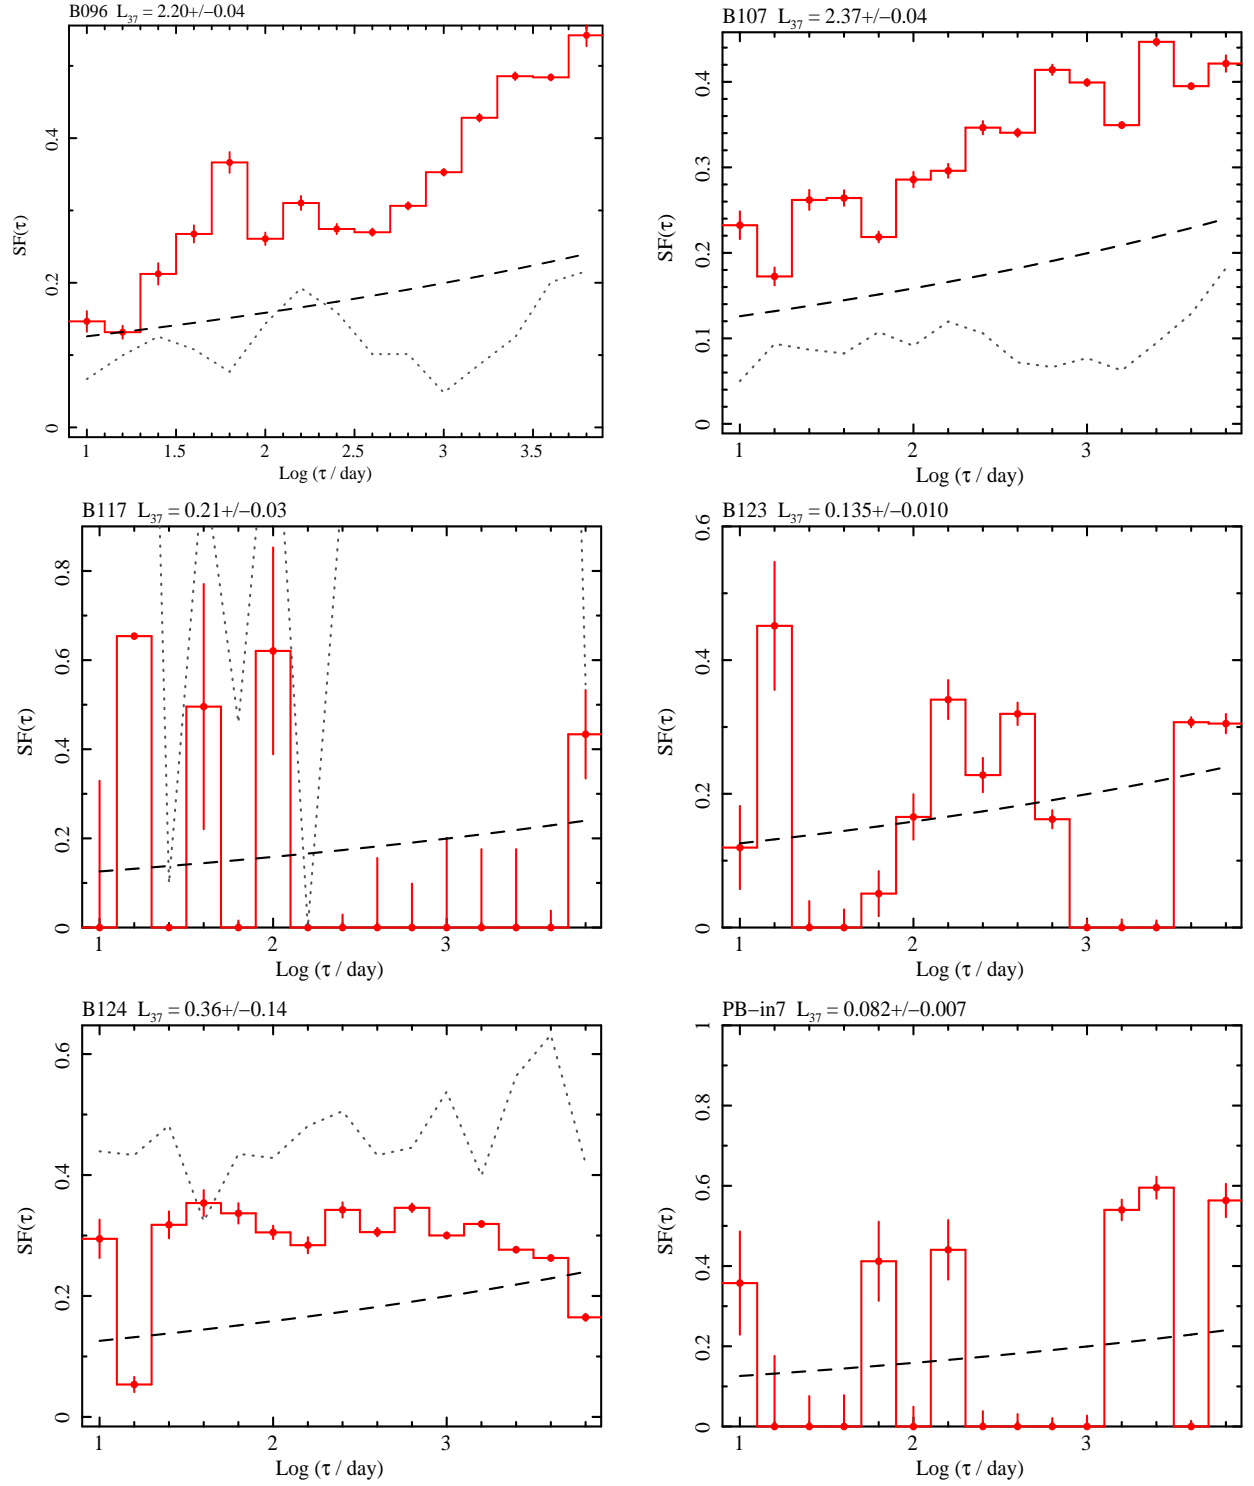 B096 L37 = 2.20+/−0.04
SF(τ)
0 0.2 0.4
1 1.5 2 2.5 3 3.5
Log (τ / day)
B107 L37 = 2.37+/−0.04
SF(τ)
0 0.1 0.2 0.3 0.4
1 2 3
Log (τ / day)
B117 L37 = 0.21+/−0.03
SF(τ)
0 0.2 0.4 0.6 0.8
1 2 3
Log (τ / day)
B123 L37 = 0.135+/−0.010
SF(τ)
0 0.2 0.4 0.6
1 2 3
Log (τ / day)
B124 L37 = 0.36+/−0.14
SF(τ)
0 0.2 0.4 0.6
1 2 3
Log (τ / day)
PB−in7 L37 = 0.082+/−0.007
SF(τ)
0 0.2 0.4 0.6 0.8 1
1 2 3
Log (τ / day)